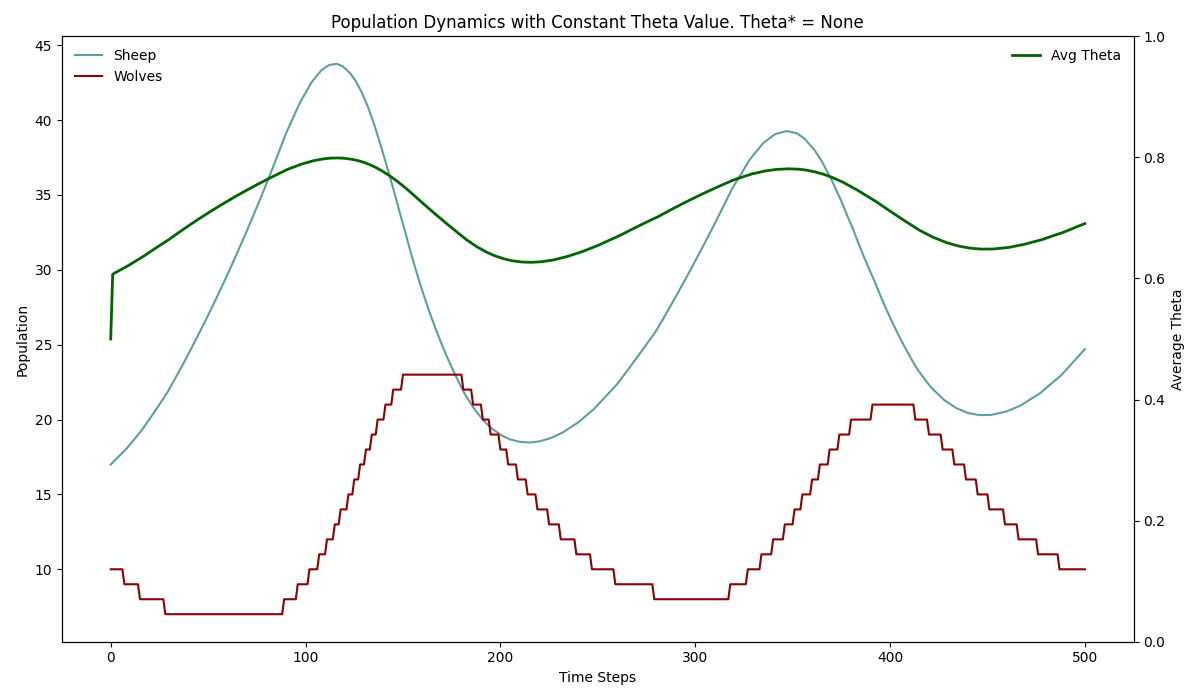 Population Dynamics with Constant Theta Value. Theta* = None
Sheep
Wolves
Avg Theta
Population
45
40
35
30
25
20
15
10
1.0
0.8
0.6
0.4
0.2
0.0
Average Theta
0 100 200 300 400 500
Time Steps